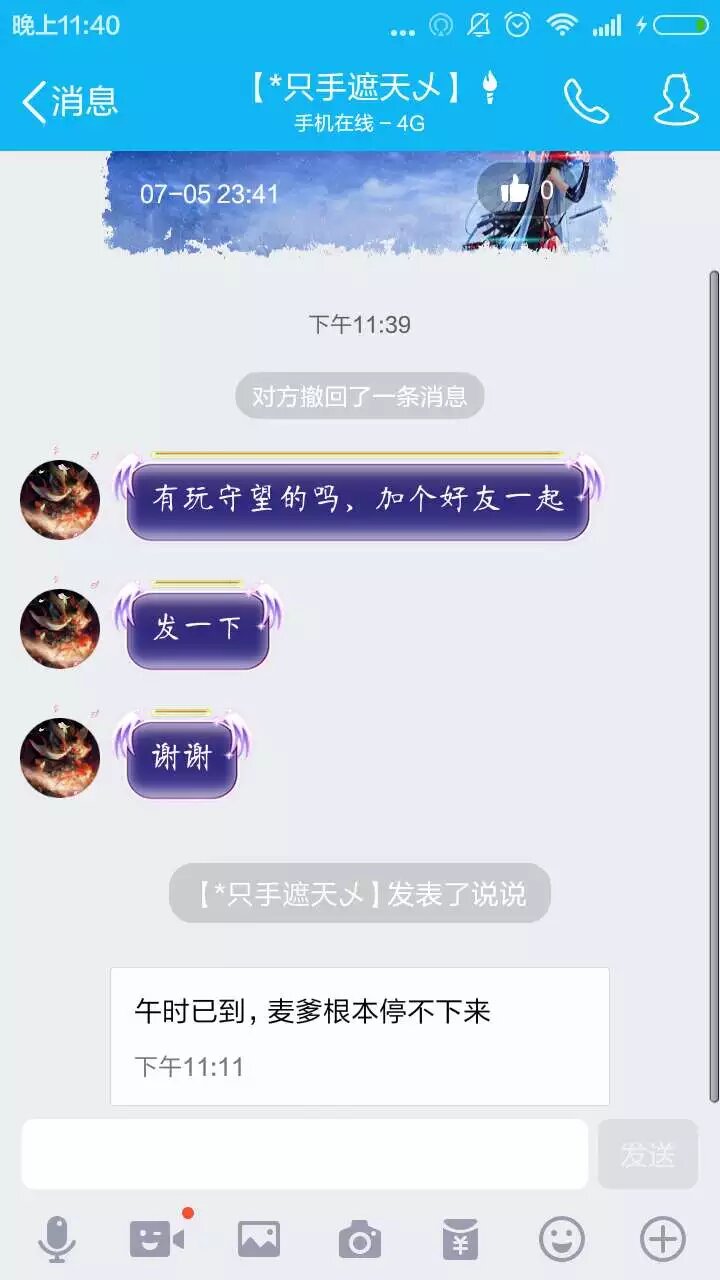 晚上11:40
消息
【*只手遮天乄】
手机在线 - 4G
07-05 23:41
0
下午11:39
对方撤回了一条消息
有玩守望的吗，加个好友一起
发一下
谢谢
【*只手遮天乄】发表了说说
午时已到，麦爹根本停不下来
下午11:11
发送